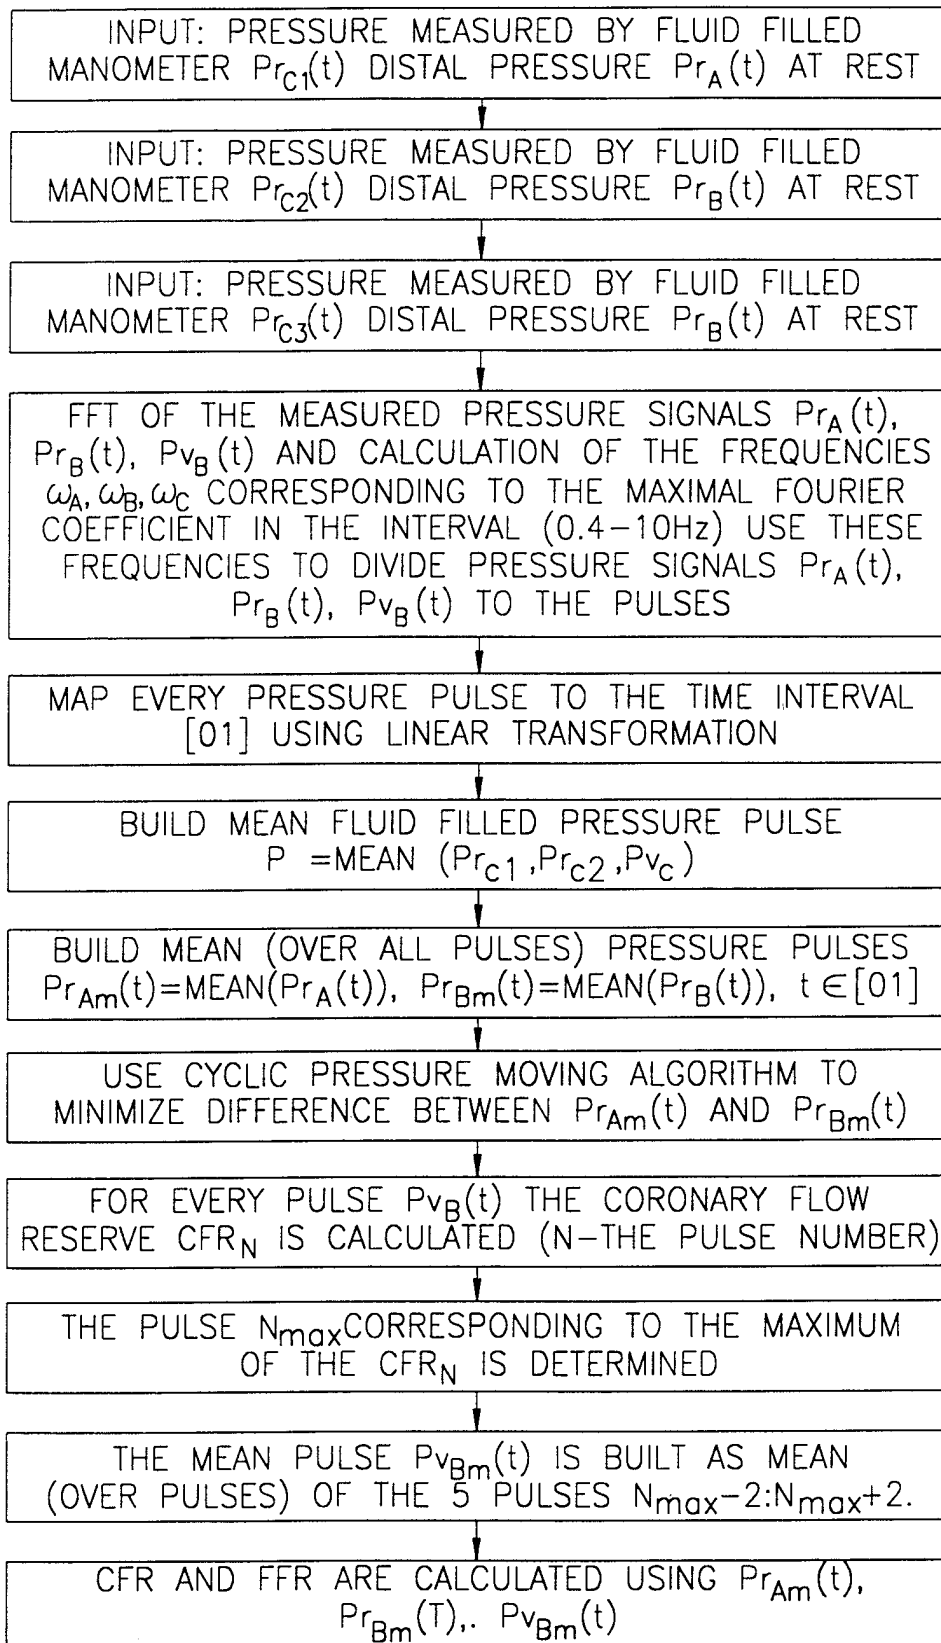 INPUT: PRESSURE MEASURED BY FLUID FILLED
MANOMETER Pr_C1(t) DISTAL PRESSURE Pr_A(t) AT REST
INPUT: PRESSURE MEASURED BY FLUID FILLED
MANOMETER Pr_C2(t) DISTAL PRESSURE Pr_B(t) AT REST
INPUT: PRESSURE MEASURED BY FLUID FILLED
MANOMETER Pr_C3(t) DISTAL PRESSURE Pr_B(t) AT REST
FFT OF THE MEASURED PRESSURE SIGNALS Pr_A(t),
Pr_B(t), Pv_B(t) AND CALCULATION OF THE FREQUENCIES
ω_A, ω_B, ω_C CORRESPONDING TO THE MAXIMAL FOURIER
COEFFICIENT IN THE INTERVAL (0.4-10Hz) USE THESE
FREQUENCIES TO DIVIDE PRESSURE SIGNALS Pr_A(t),
Pr_B(t), Pv_B(t) TO THE PULSES
MAP EVERY PRESSURE PULSE TO THE TIME INTERVAL
[01] USING LINEAR TRANSFORMATION
BUILD MEAN FLUID FILLED PRESSURE PULSE
P =MEAN (Pr_c1,Pr_c2,Pv_c)
BUILD MEAN (OVER ALL PULSES) PRESSURE PULSES
Pr_Am(t)=MEAN(Pr_A(t)), Pr_Bm(t)=MEAN(Pr_B(t)), t∈[01]
USE CYCLIC PRESSURE MOVING ALGORITHM TO
MINIMIZE DIFFERENCE BETWEEN Pr_Am(t) AND Pr_Bm(t)
FOR EVERY PULSE Pv_B(t) THE CORONARY FLOW
RESERVE CFR_N IS CALCULATED (N-THE PULSE NUMBER)
THE PULSE N_max CORRESPONDING TO THE MAXIMUM
OF THE CFR_N IS DETERMINED
THE MEAN PULSE Pv_Bm(t) IS BUILT AS MEAN
(OVER PULSES) OF THE 5 PULSES N_max-2:N_max+2.
CFR AND FFR ARE CALCULATED USING Pr_Am(t),
Pr_Bm(T),. Pv_Bm(t)